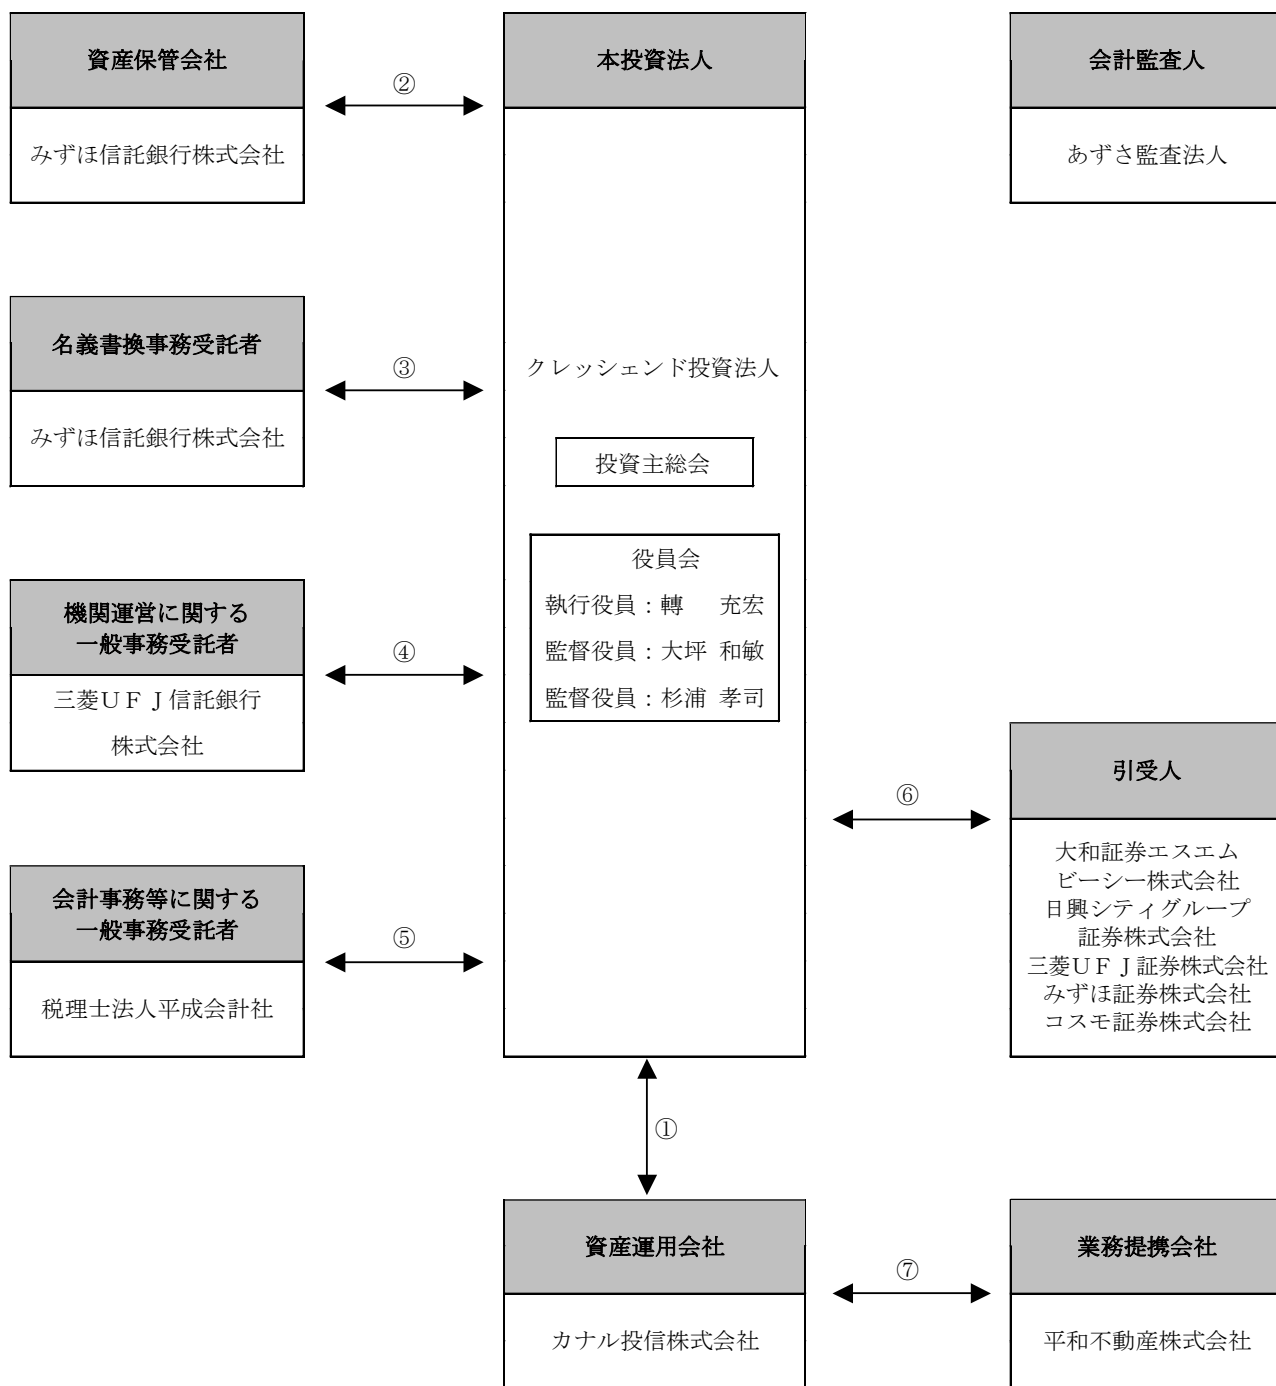 資産保管会社
みずほ信託銀行株式会社
②
本投資法人
会計監査人
あずさ監査法人
名義書換事務受託者
みずほ信託銀行株式会社
③
クレッシェンド投資法人
投資主総会
役員会
執行役員：轉 充宏
監督役員：大坪 和敏
監督役員：杉浦 孝司
機関運営に関する
一般事務受託者
三菱ＵＦＪ信託銀行
株式会社
④
会計事務等に関する
一般事務受託者
税理士法人平成会計社
⑤
⑥
引受人
大和証券エスエム
ビーシー株式会社
日興シティグループ
証券株式会社
三菱ＵＦＪ証券株式会社
みずほ証券株式会社
コスモ証券株式会社
①
資産運用会社
カナル投信株式会社
⑦
業務提携会社
平和不動産株式会社